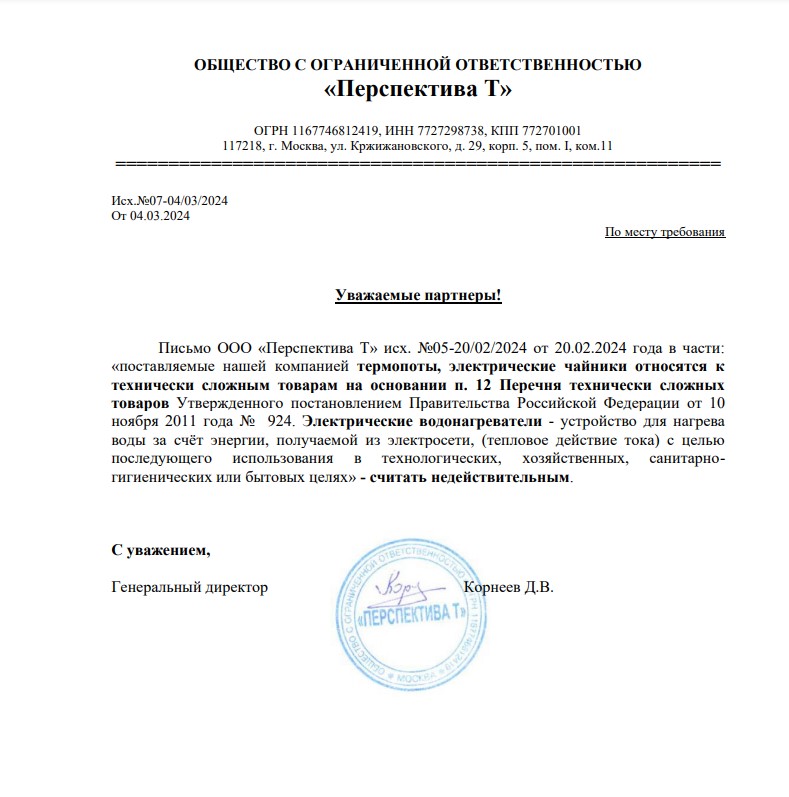 ОБЩЕСТВО С ОГРАНИЧЕННОЙ ОТВЕТСТВЕННОСТЬЮ
«Перспектива Т»
ОГРН 1167746812419, ИНН 7727298738, КПП 772701001
117218, г. Москва, ул. Кржижановского, д. 29, корп. 5, пом. I, ком.11
Исх.№07-04/03/2024
От 04.03.2024
По месту требования
Уважаемые партнеры!
Письмо ООО «Перспектива Т» исх. №05-20/02/2024 от 20.02.2024 года в части:
«поставляемые нашей компанией термопоты, электрические чайники относятся к
технически сложным товарам на основании п. 12 Перечня технически сложных
товаров Утвержденного постановлением Правительства Российской Федерации от 10
ноября 2011 года № 924. Электрические водонагреватели - устройство для нагрева
воды за счёт энергии, получаемой из электросети, (тепловое действие тока) с целью
последующего использования в технологических, хозяйственных, санитарно-
гигиенических или бытовых целях» - считать недействительным.
С уважением,
Генеральный директор
Корнеев Д.В.
ОБЩЕСТВО С ОГРАНИЧЕННОЙ ОТВЕТСТВЕННОСТЬЮ
«ПЕРСПЕКТИВА Т»
МОСКВА